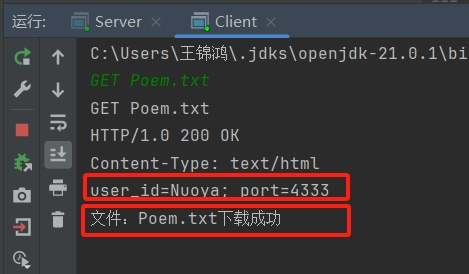 运行: Server Client
C:\Users\王锦鸿\.jdks\openjdk-21.0.1\bi
GET Poem.txt
GET Poem.txt
HTTP/1.0 200 OK
Content-Type: text/html
user_id=Nuoya; port=4333
文件: Poem.txt下载成功